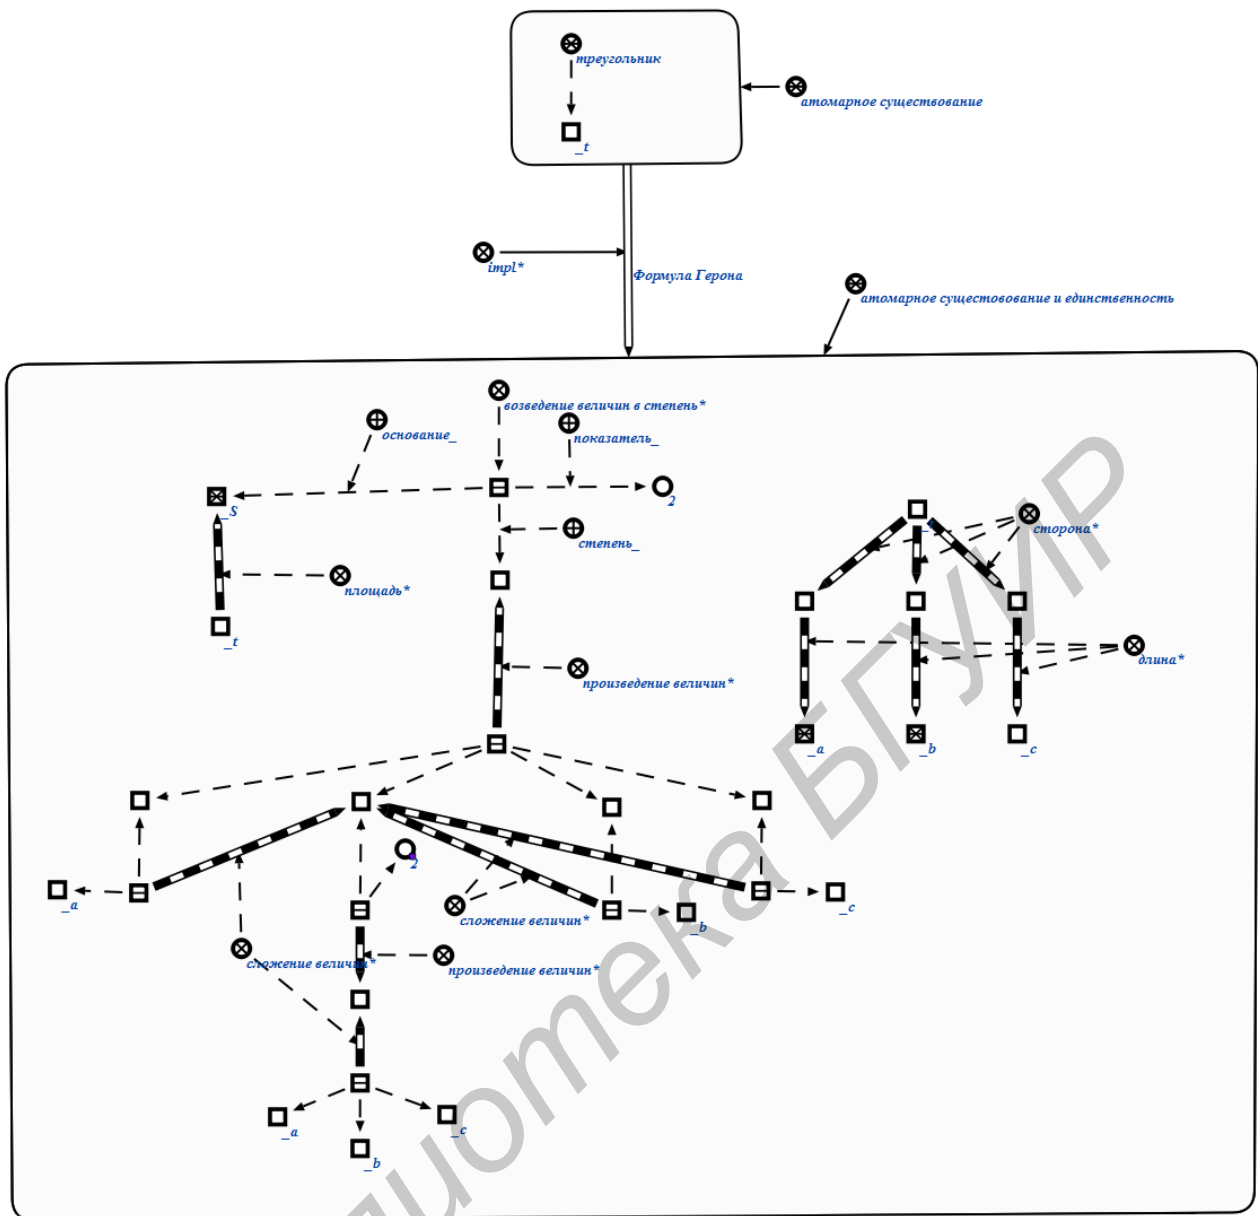 треугольник
атомарное существование
_t
impl*
Формула Герона
атомарное сущестовование и единственность
возведение величин в степень*
основание_
показатель_
_S
2
степень_
сторона*
площадь*
_t
длина*
произведение величин*
_a
_b
_c
2
_a
_c
сложение величин*
_b
сложение величин*
произведение величин*
_a
_c
_b
иотека БГУИР